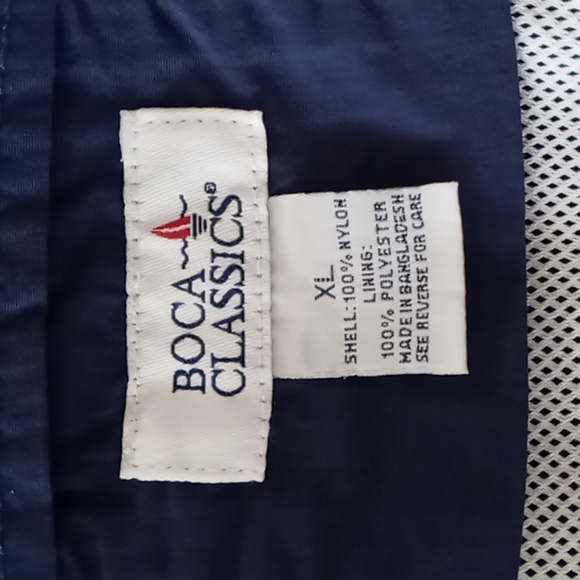 BOCA
CLASSICS®
XL
SHELL: 100% NYLON
LINING:
100% POLYESTER
MADE IN BANGLADESH
SEE REVERSE FOR CARE